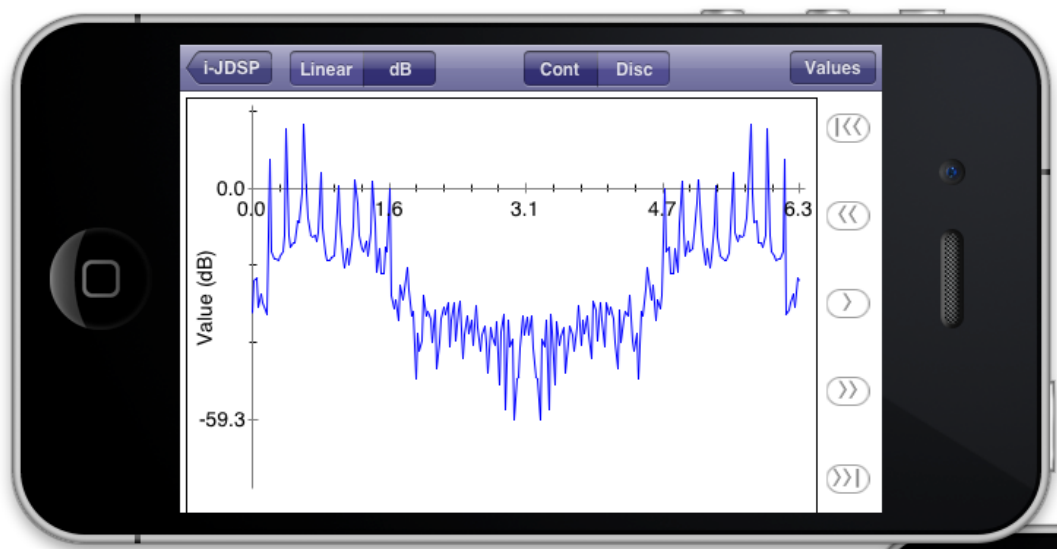 i-JDSP Linear dB Cont Disc Values
0.0
0.0 1.6 3.1 4.7 6.3
Value (dB)
-59.3